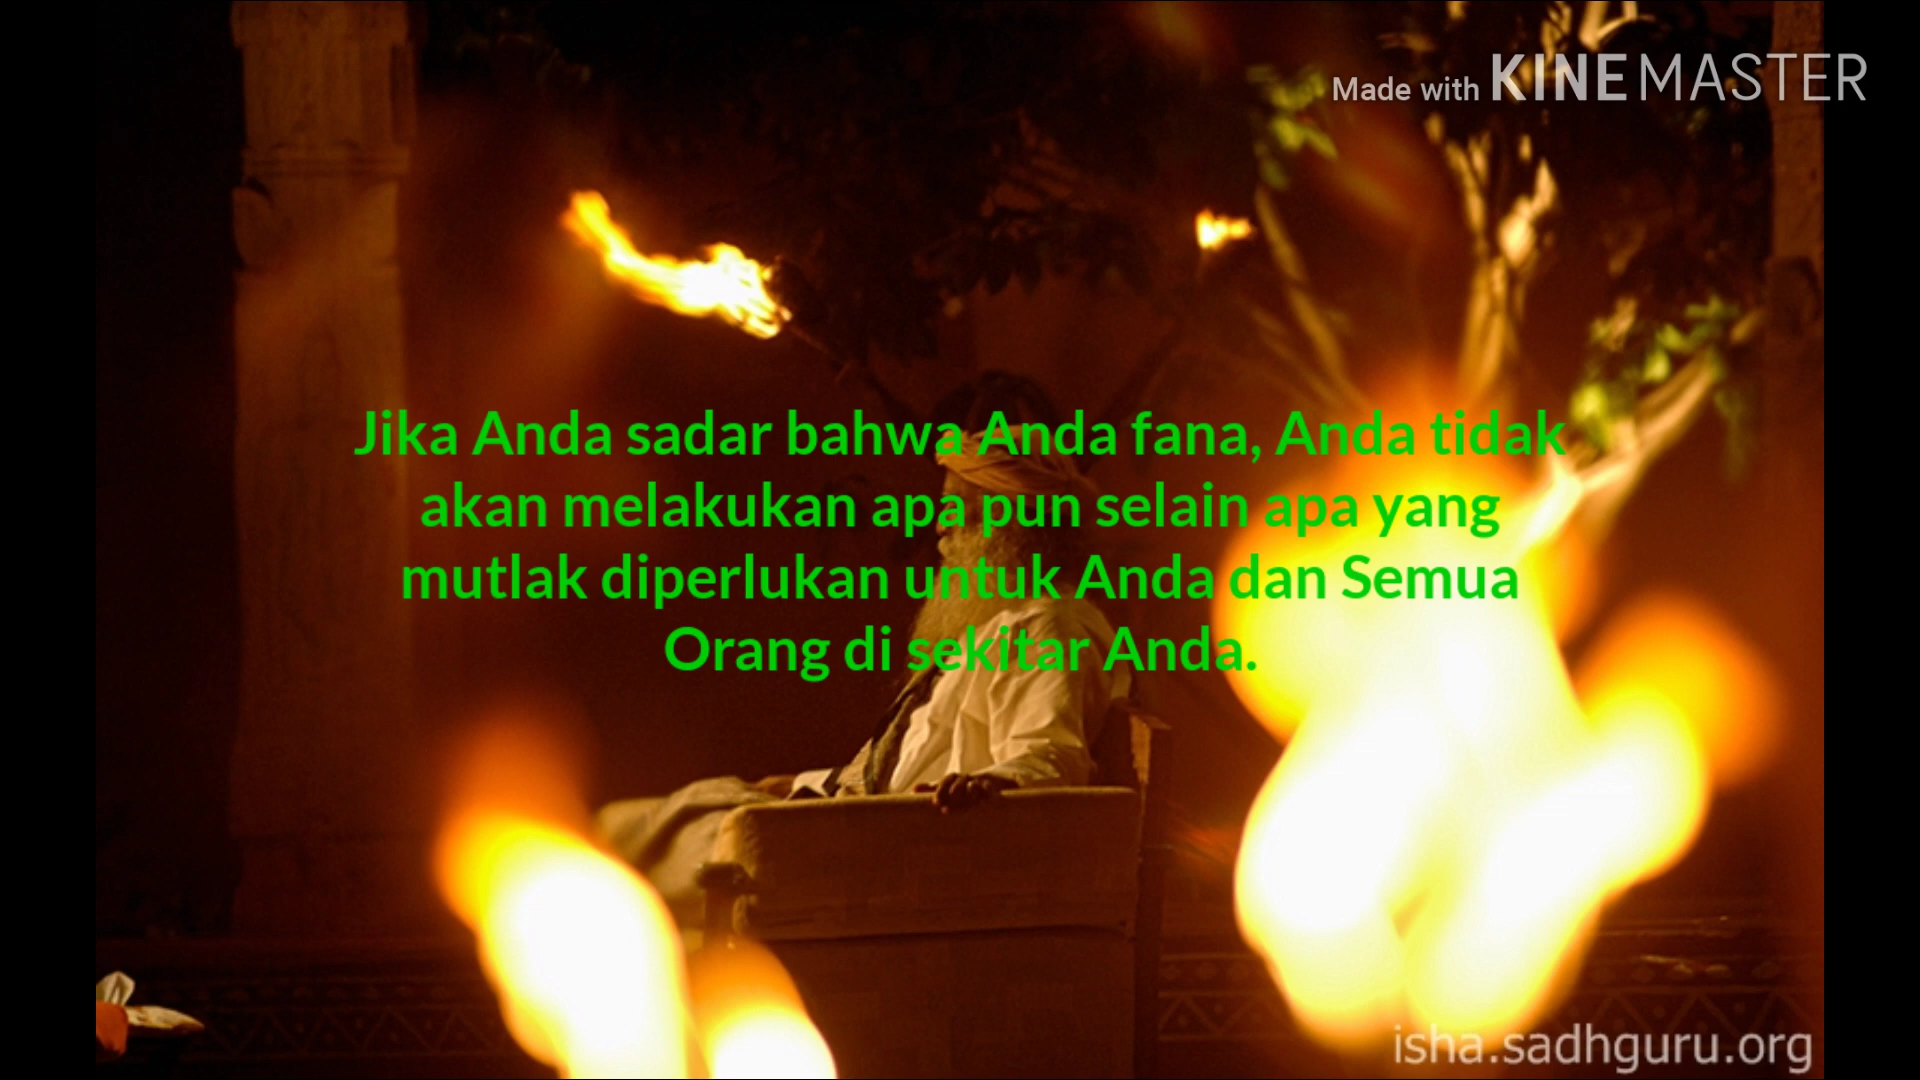 Made with KINEMASTER
Jika Anda sadar bahwa Anda fana, Anda tidak
akan melakukan apa pun selain apa yang
mutlak diperlukan untuk Anda dan Semua
Orang di sekitar Anda.
isha.sadhguru.org